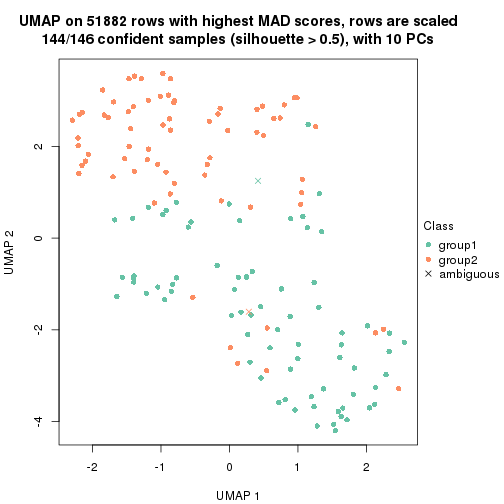 UMAP on 51882 rows with highest MAD scores, rows are scaled
144/146 confident samples (silhouette > 0.5), with 10 PCs
UMAP 2
2
0
-2
-4
-2
-1
0
1
2
UMAP 1
Class
group1
group2
ambiguous